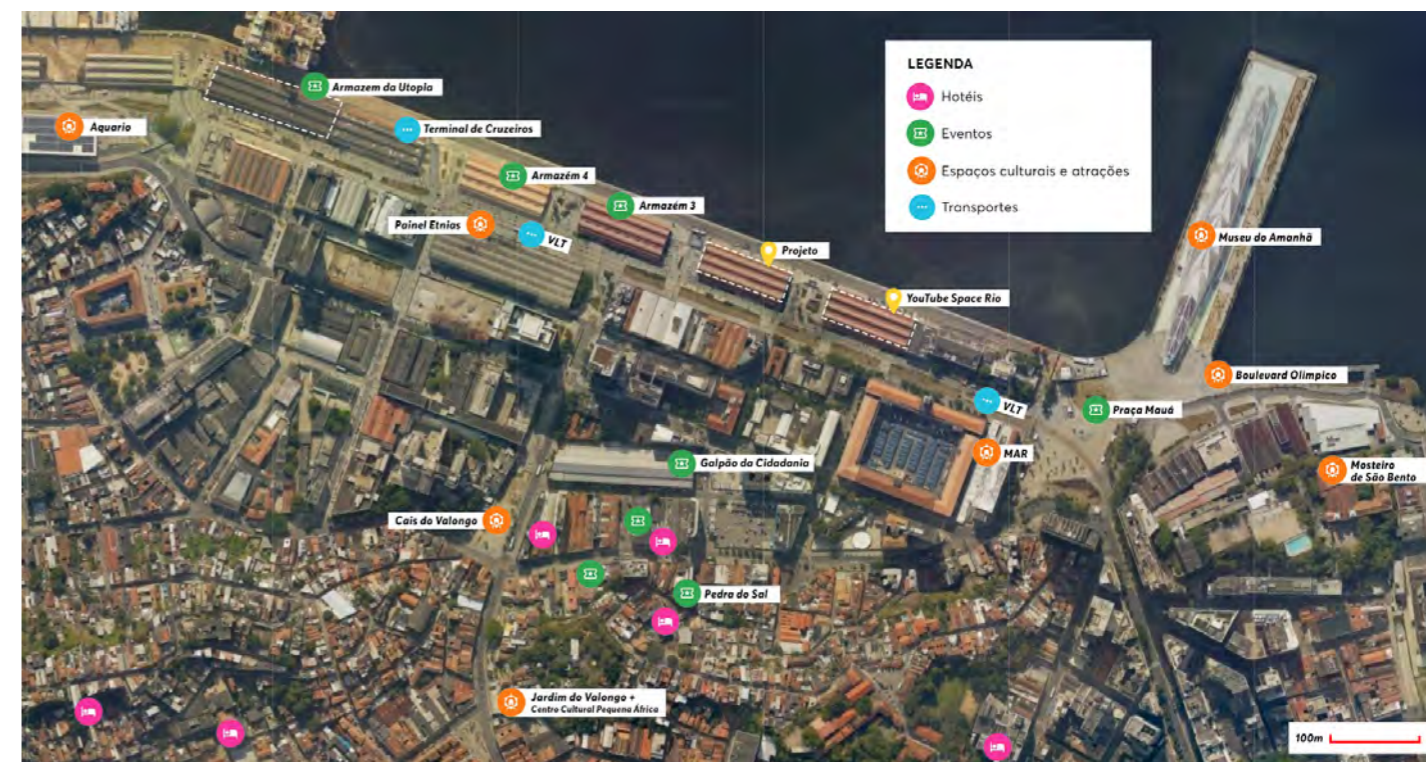 LEGENDA
Hotéis
Eventos
Espaços culturais e atrações
Transportes
Armazem da Utopia
Aquario
Terminal de Cruzeiros
Armazém 4
Armazém 3
Painel Etnias
VLT
Projeto
Museu do Amanhã
YouTube Space Rio
Boulevard Olimpico
VLT
Praça Mauá
MAR
Galpão da Cidadania
Mosteiro
de São Bento
Cais do Valongo
Pedra do Sal
Jardim do Valongo +
Centro Cultural Pequena África
100m